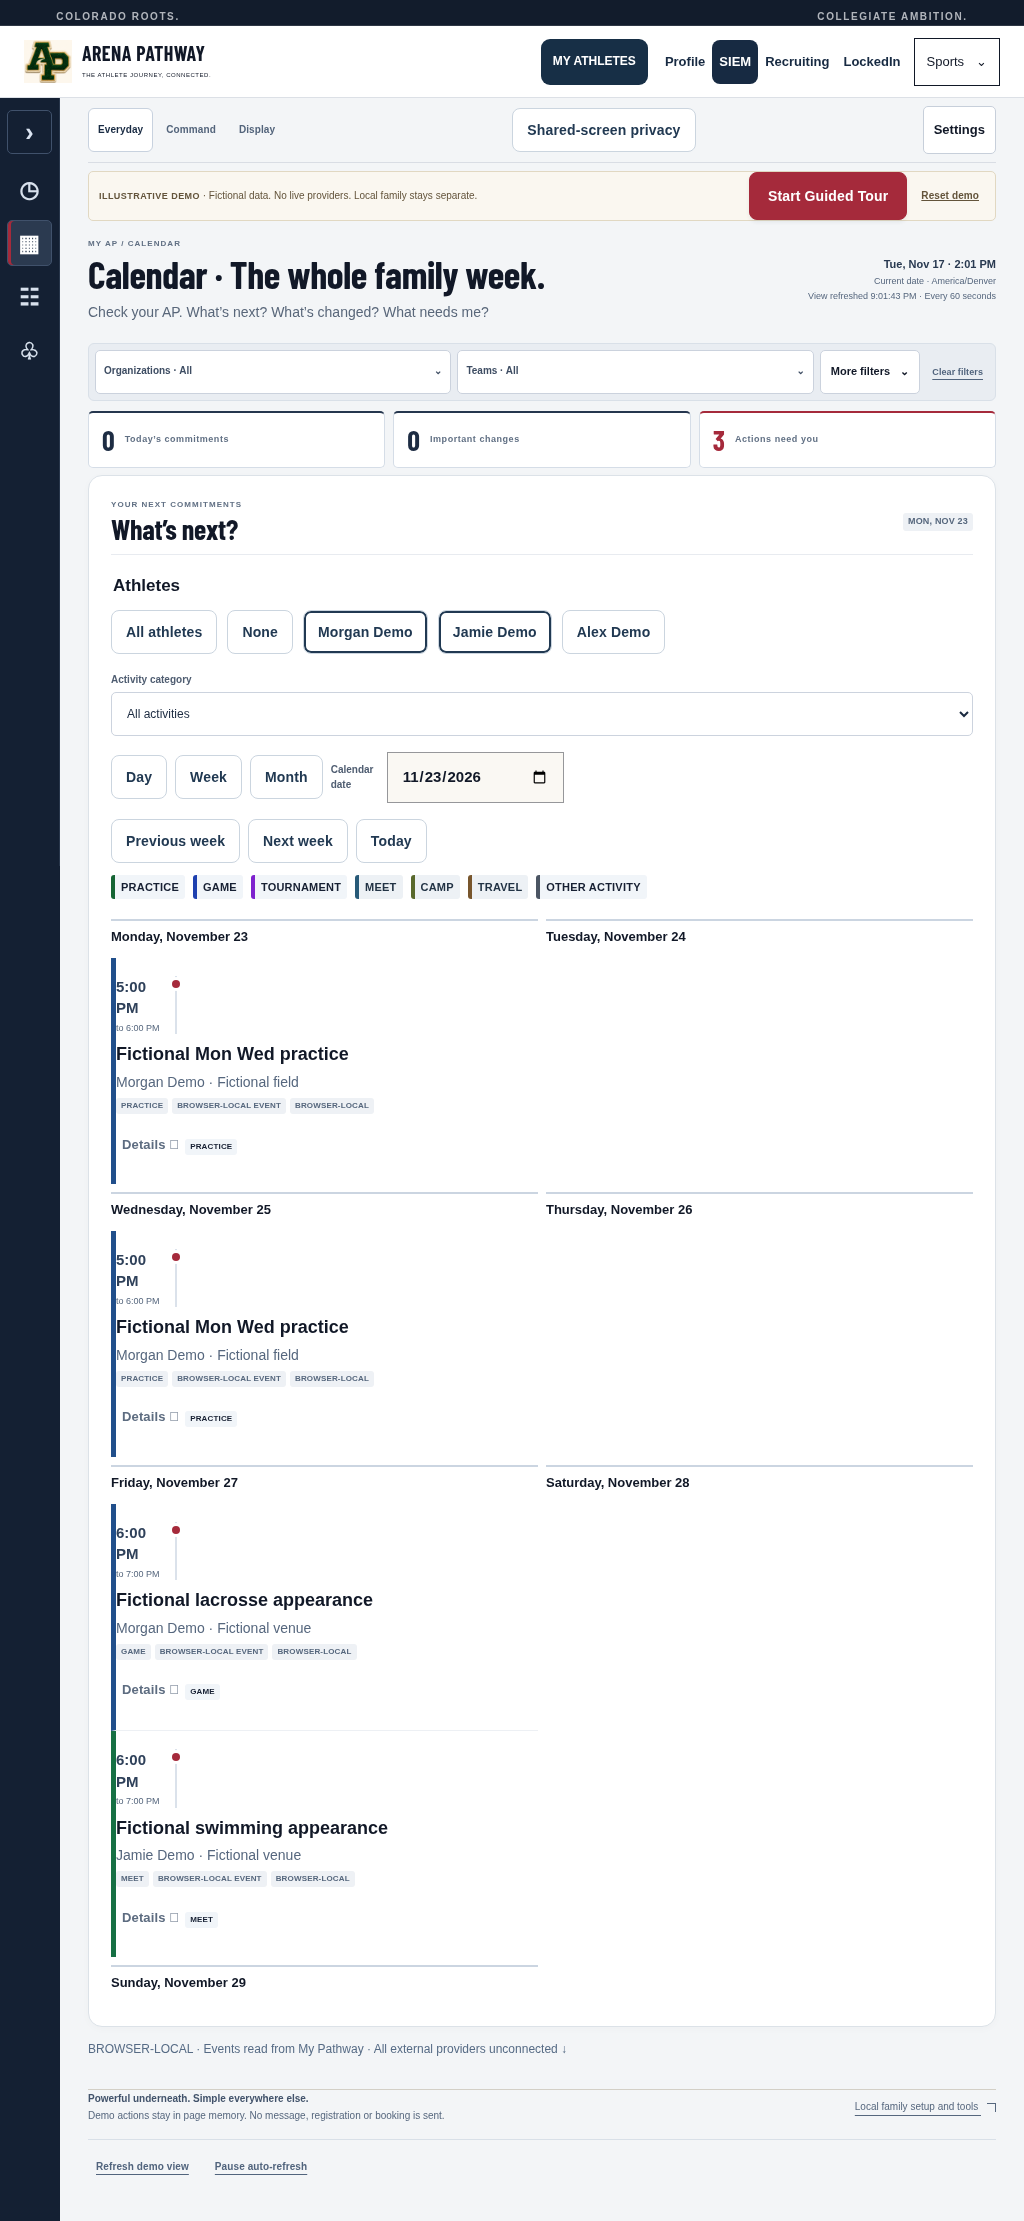 COLORADO ROOTS.
COLLEGIATE AMBITION.
AP
ARENA PATHWAY
THE ATHLETE JOURNEY, CONNECTED.
MY ATHLETES
Profile
SIEM
Recruiting
LockedIn
Sports
Everyday
Command
Display
Shared-screen privacy
Settings
ILLUSTRATIVE DEMO · Fictional data. No live providers. Local family stays separate.
Start Guided Tour
Reset demo
MY AP / CALENDAR
Calendar · The whole family week.
Check your AP. What’s next? What’s changed? What needs me?
Tue, Nov 17 · 2:01 PM
Current date · America/Denver
View refreshed 9:01:43 PM · Every 60 seconds
Organizations · All
Teams · All
More filters
Clear filters
0 Today’s commitments
0 Important changes
3 Actions need you
YOUR NEXT COMMITMENTS
What’s next?
MON, NOV 23
Athletes
All athletes
None
Morgan Demo
Jamie Demo
Alex Demo
Activity category
All activities
Day
Week
Month
Calendar
date
11/23/2026
Previous week
Next week
Today
PRACTICE
GAME
TOURNAMENT
MEET
CAMP
TRAVEL
OTHER ACTIVITY
Monday, November 23
Tuesday, November 24
5:00
PM
to 6:00 PM
Fictional Mon Wed practice
Morgan Demo · Fictional field
PRACTICE BROWSER-LOCAL EVENT BROWSER-LOCAL
Details PRACTICE
Wednesday, November 25
Thursday, November 26
5:00
PM
to 6:00 PM
Fictional Mon Wed practice
Morgan Demo · Fictional field
PRACTICE BROWSER-LOCAL EVENT BROWSER-LOCAL
Details PRACTICE
Friday, November 27
Saturday, November 28
6:00
PM
to 7:00 PM
Fictional lacrosse appearance
Morgan Demo · Fictional venue
GAME BROWSER-LOCAL EVENT BROWSER-LOCAL
Details GAME
6:00
PM
to 7:00 PM
Fictional swimming appearance
Jamie Demo · Fictional venue
MEET BROWSER-LOCAL EVENT BROWSER-LOCAL
Details MEET
Sunday, November 29
BROWSER-LOCAL · Events read from My Pathway · All external providers unconnected ↓
Powerful underneath. Simple everywhere else.
Demo actions stay in page memory. No message, registration or booking is sent.
Local family setup and tools
Refresh demo view
Pause auto-refresh